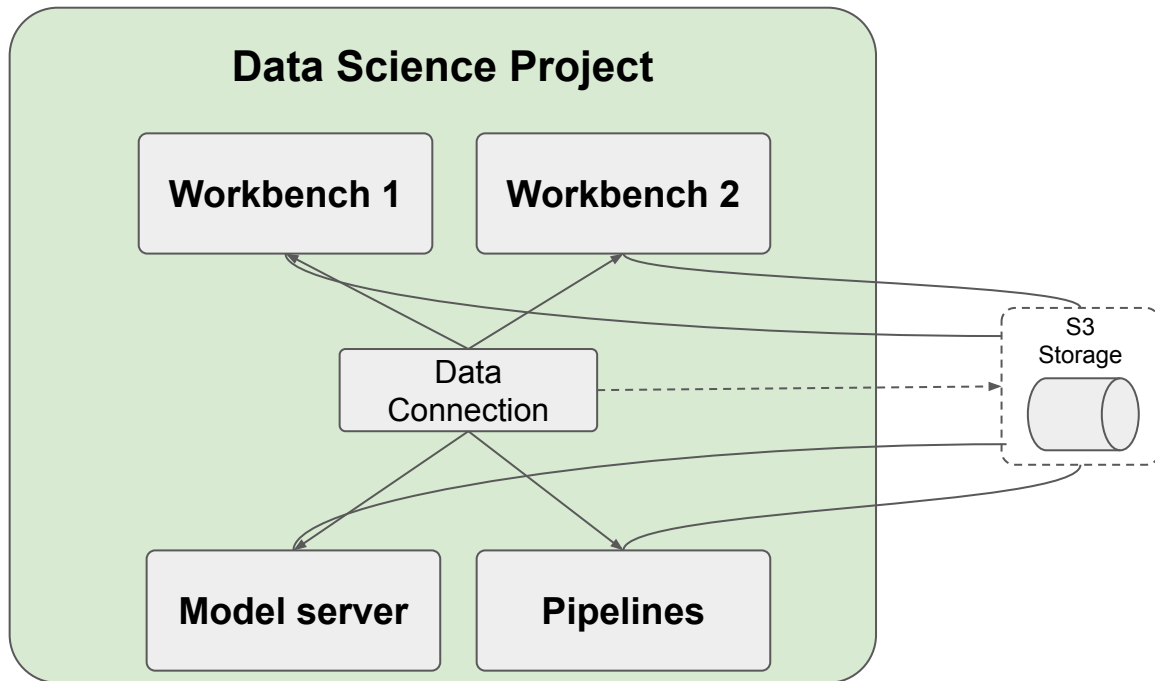 Data Science Project
Workbench 1
Workbench 2
S3
Storage
Data
Connection
Model server
Pipelines